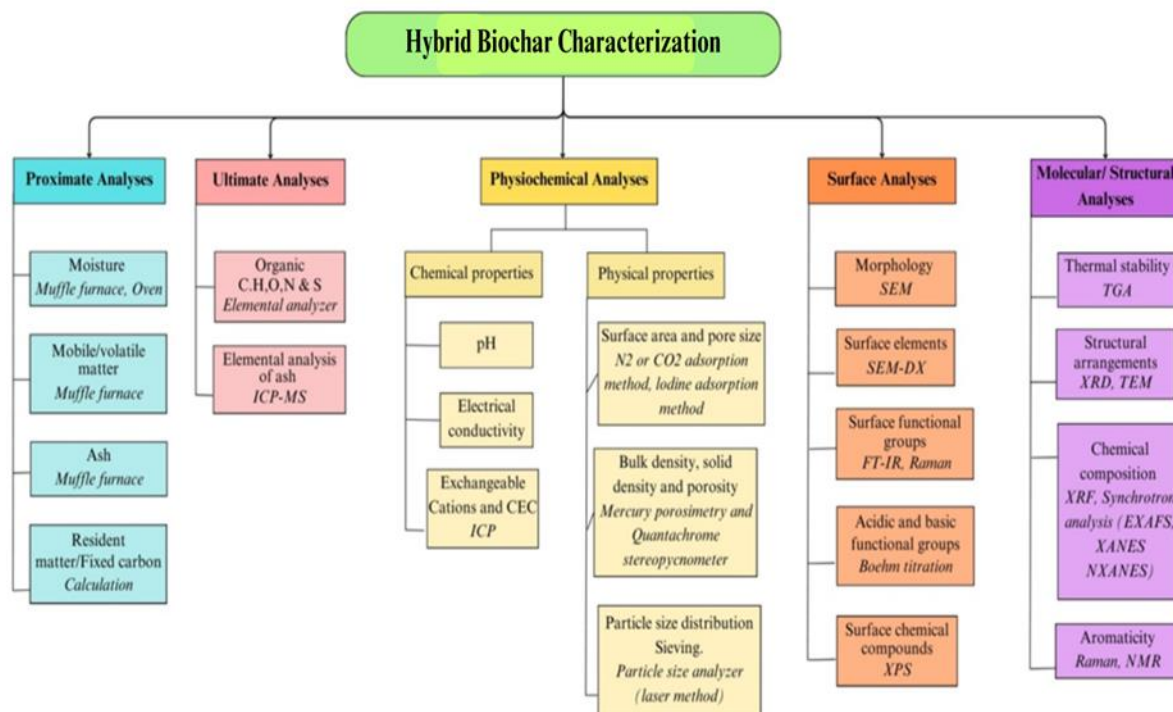 Hybrid Biochar Characterization
Proximate Analyses
Moisture
Muffle furnace, Oven
Mobile/volatile
matter
Muffle furnace
Ash
Muffle furnace
Resident
matter/Fixed carbon
Calculation
Ultimate Analyses
Organic
C.H,O,N & S
Elemental analyzer
Elemental analysis
of ash
ICP-MS
Physiochemical Analyses
Chemical properties
pH
Electrical
conductivity
Exchangeable
Cations and CEC
ICP
Physical properties
Surface area and pore size
N2 or CO2 adsorption
method, Iodine adsorption
method
Bulk density, solid
density and porosity
Mercury porosimetry and
Quantachrome
stereopycnometer
Particle size distribution
Sieving.
Particle size analyzer
(laser method)
Surface Analyses
Morphology
SEM
Surface elements
SEM-DX
Surface functional
groups
FT-IR, Raman
Acidic and basic
functional groups
Boehm titration
Surface chemical
compounds
XPS
Molecular/ Structural
Analyses
Thermal stability
TGA
Structural
arrangements
XRD, TEM
Chemical
composition
XRF, Synchrotron
analysis (EXAFS,
XANES
NXANES)
Aromaticity
Raman, NMR